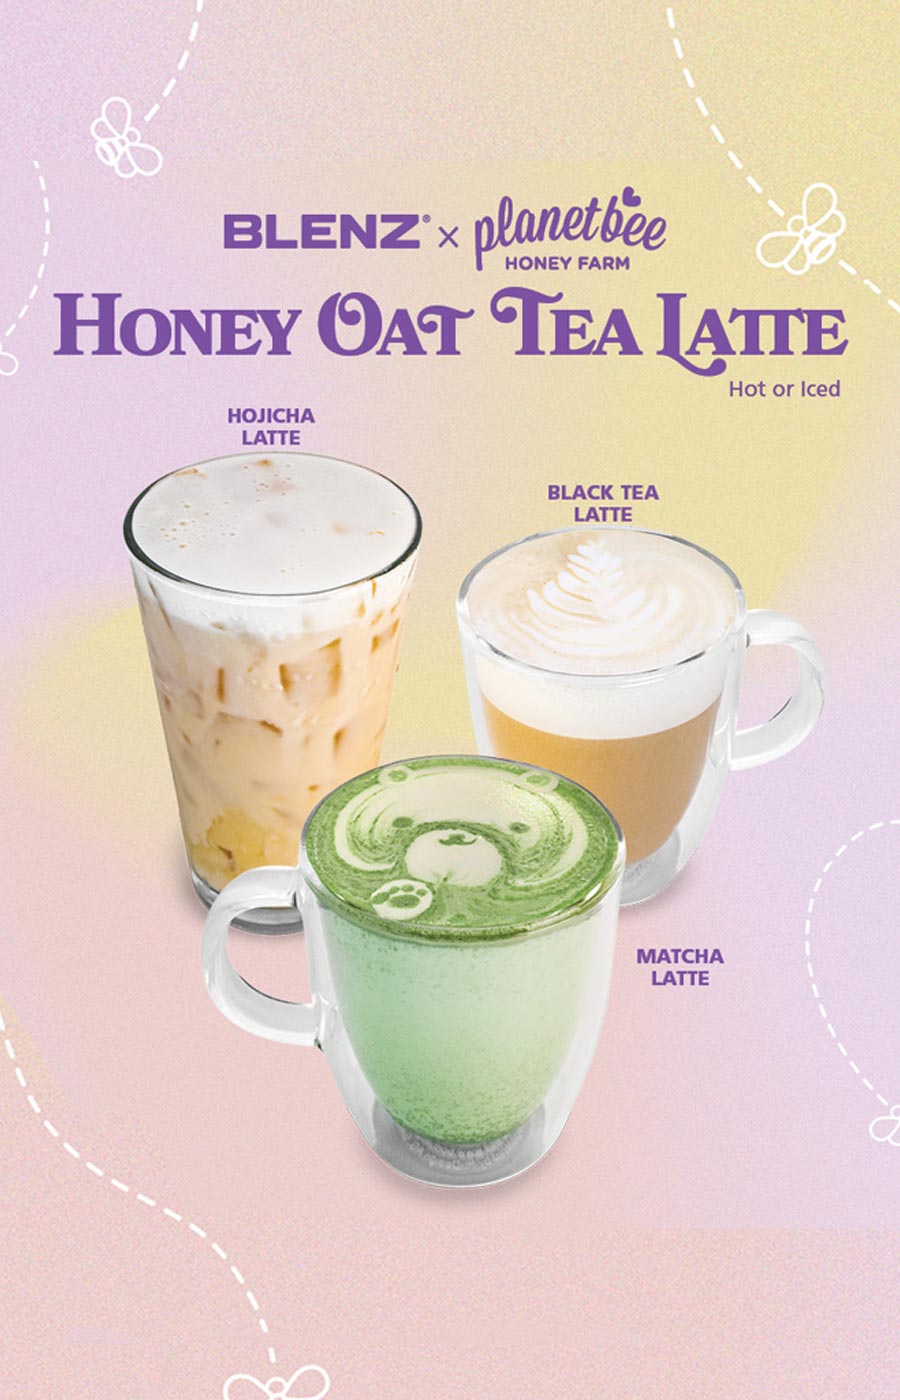 BLENZ® x planetbee
HONEY FARM
HONEY OAT TEA LATTE
Hot or Iced
HOJICHA
LATTE
BLACK TEA
LATTE
MATCHA
LATTE